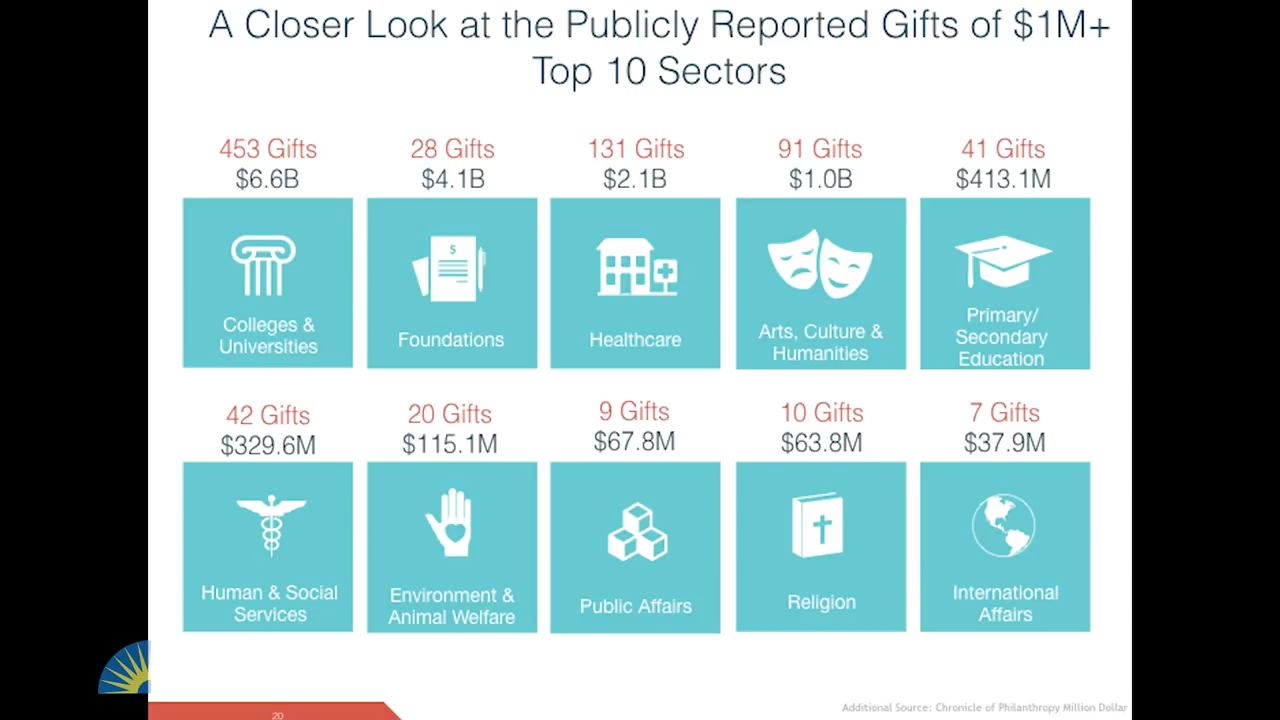 A Closer Look at the Publicly Reported Gifts of $1M+
Top 10 Sectors
453 Gifts
$6.6B
Colleges &
Universities
28 Gifts
$4.1B
$
Foundations
131 Gifts
$2.1B
Healthcare
91 Gifts
$1.0B
Arts, Culture &
Humanities
41 Gifts
$413.1M
Primary/
Secondary
Education
42 Gifts
$329.6M
Human & Social
Services
20 Gifts
$115.1M
Environment &
Animal Welfare
9 Gifts
$67.8M
Public Affairs
10 Gifts
$63.8M
Religion
7 Gifts
$37.9M
International
Affairs
20
Additional Source: Chronicle of Philanthropy Million Dollar